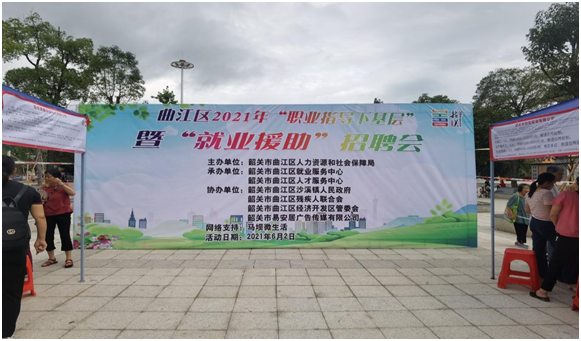 曲江区2021年“职业指导下基层”
暨“就业援助”招聘会
主办单位：韶关市曲江区人力资源和社会保障局
承办单位：韶关市曲江区就业服务中心
韶关市曲江区人才服务中心
协办单位：韶关市曲江区沙溪镇人民政府
韶关市曲江区残疾人联合会
韶关市曲江区经济开发区管委会
韶关市易安居广告传媒有限公司
网络支持：马坝微生活
活动日期：2021年6月2日